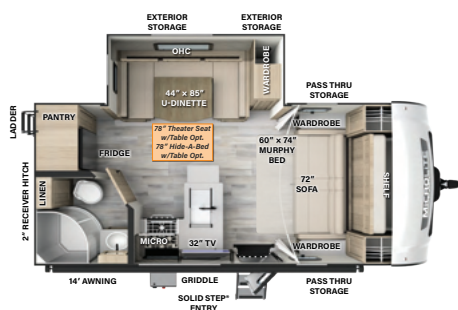 EXTERIOR
STORAGE
EXTERIOR
STORAGE
OHC
WARDROBE
44" × 85"
U-DINETTE
PASS THRU
STORAGE
LADDER
PANTRY
WARDROBE
78" Theater Seat
w/Table Opt.
78" Hide-A-Bed
w/Table Opt.
60" × 74"
MURPHY
BED
FRIDGE
72"
SOFA
SHELF
MICROLITE
2" RECEIVER HITCH
LINEN
MICRO
32" TV
WARDROBE
14' AWNING
GRIDDLE
PASS THRU
STORAGE
SOLID STEP®
ENTRY